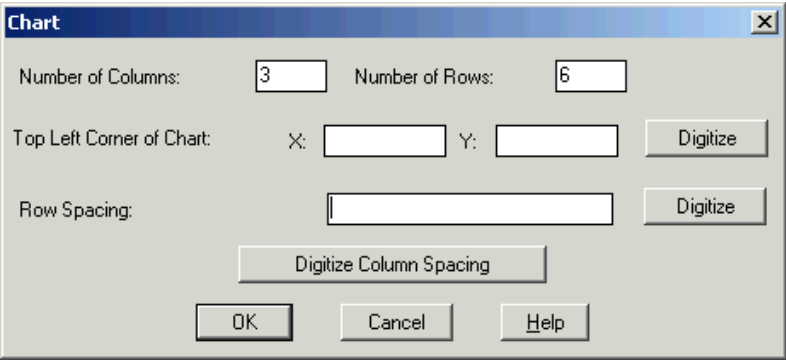 Chart
Number of Columns: 3 Number of Rows: 6
Top Left Corner of Chart: X: Y: Digitize
Row Spacing: Digitize
Digitize Column Spacing
OK Cancel Help